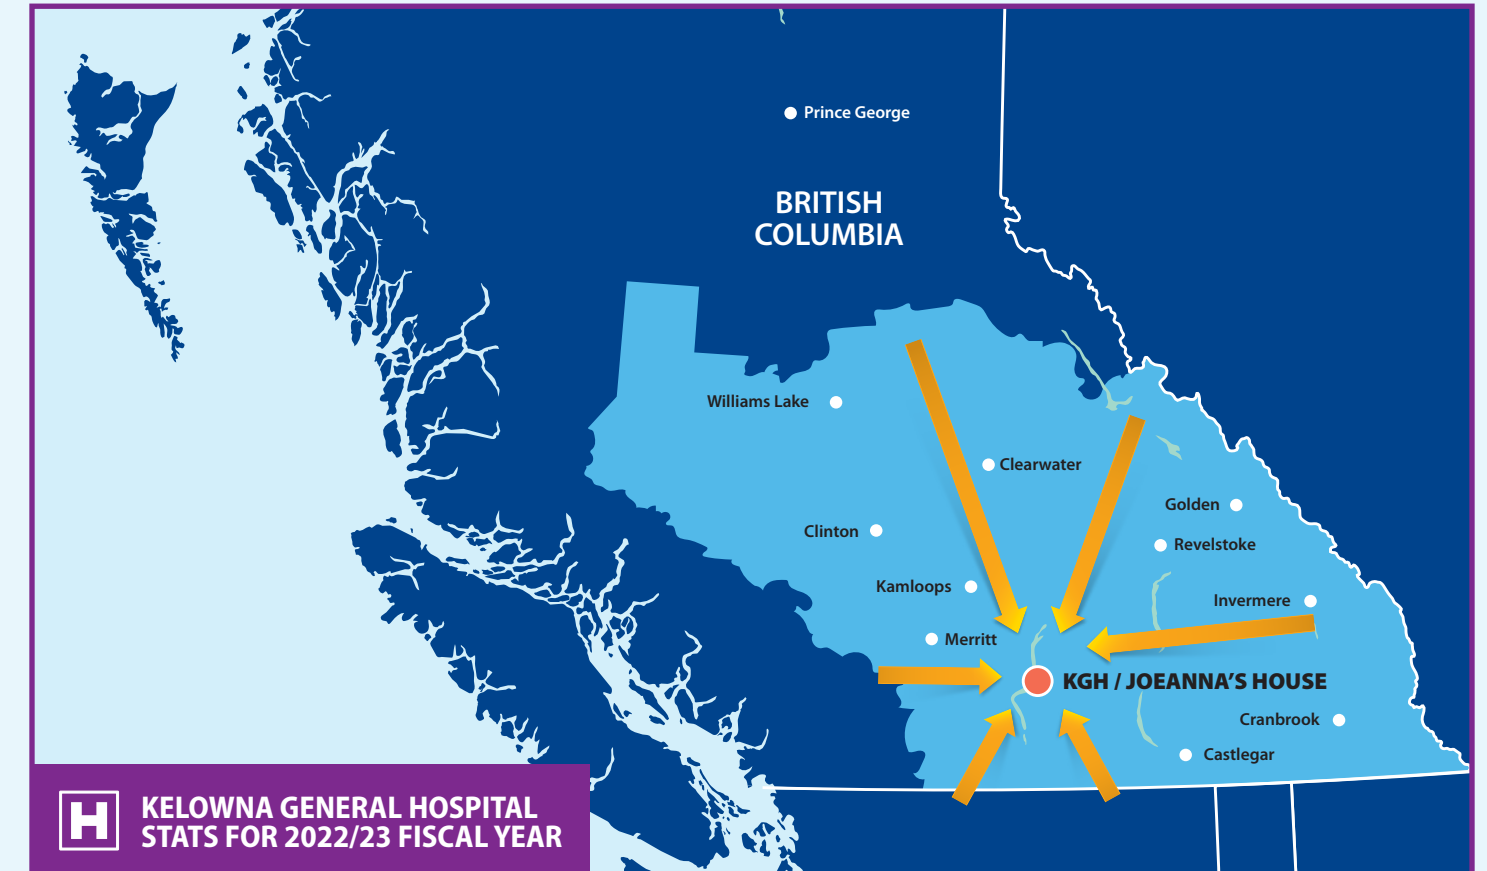 Prince George
BRITISH
COLUMBIA
Williams Lake
Clearwater
Golden
Clinton
Revelstoke
Kamloops
Invermere
Merritt
KGH / JOEANNA'S HOUSE
Cranbrook
Castlegar
H
KELOWNA GENERAL HOSPITAL
STATS FOR 2022/23 FISCAL YEAR